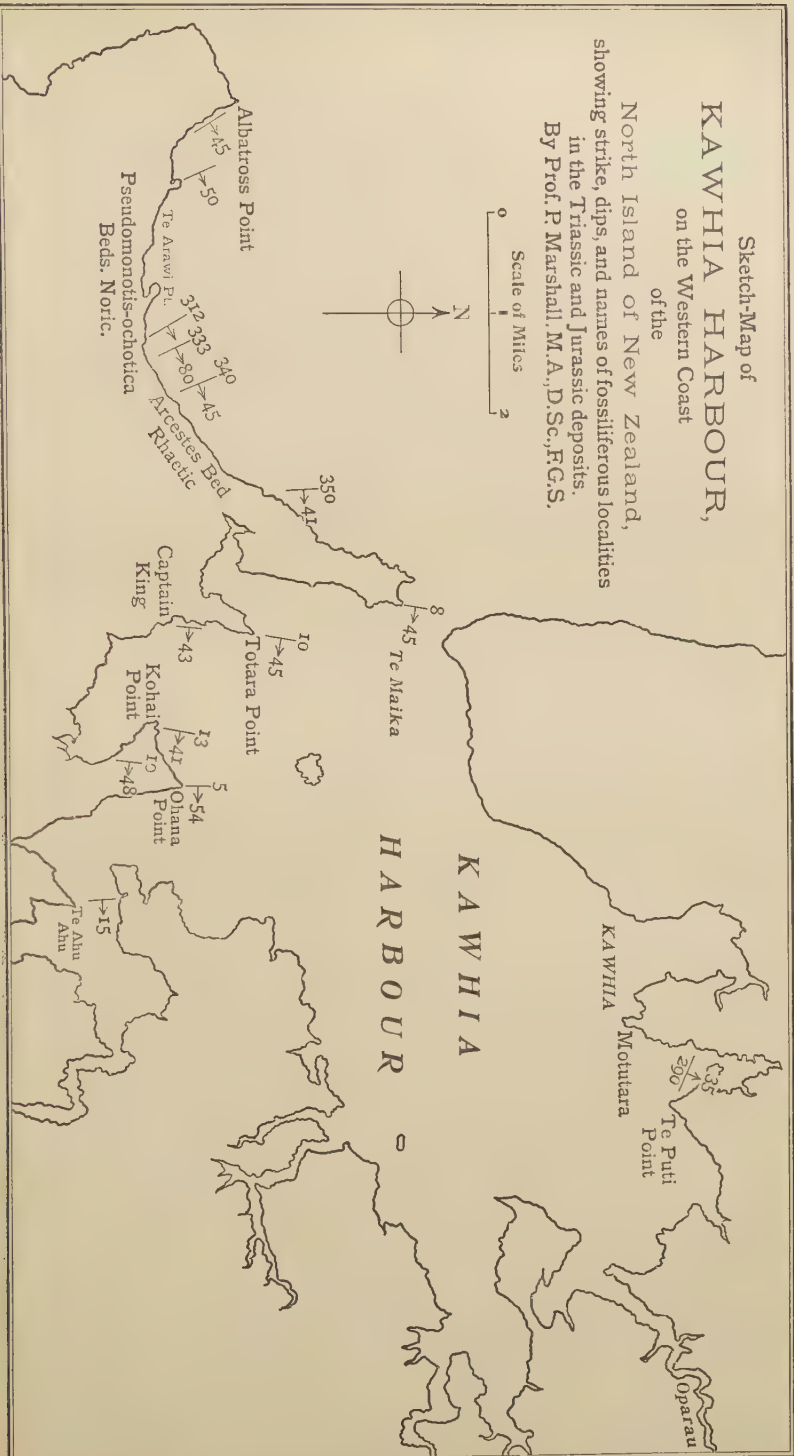 Sketch-Map of
KAWHIA HARBOUR,
on the Western Coast
of the
North Island of New Zealand,
showing strike, dips, and names of fossiliferous localities
in the Triassic and Jurassic deposits.
By Prof. P. Marshall, M.A., D.Sc., F.G.S.
Scale of Miles
0 1 2
N
Albatross Point
45
50
Te Arawi Pt.
Pseudomonotis-ochotica
Beds. Noric.
312
333
80
340
45
Arcestes Bed
Rhaetic
350
41
8
45
Te Maika
10
45
Totara Point
Captain
King
43
Kohai
Point
13
41
19
48
5
54
Ohana
Point
15
Te Ahu
Ahu
KAWHIA
HARBOUR
KAWHIA
Motutara
35
290
Te Puti
Point
Oparau